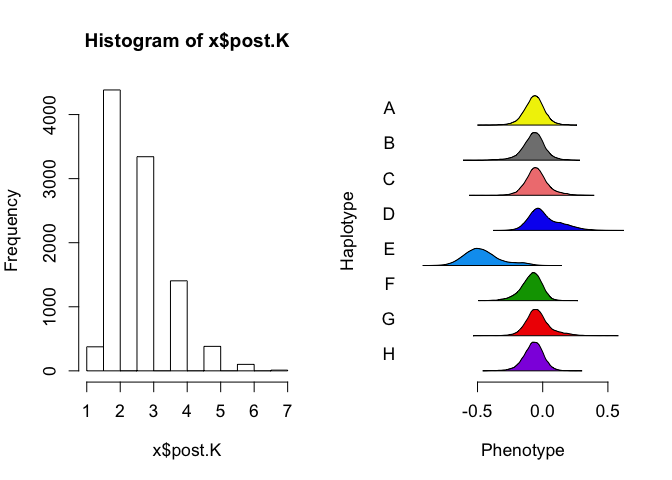 Histogram of x$post.K
Frequency
0
1000
2000
3000
4000
1 2 3 4 5 6 7
x$post.K
Haplotype
A
B
C
D
E
F
G
H
-0.5 0.0 0.5
Phenotype